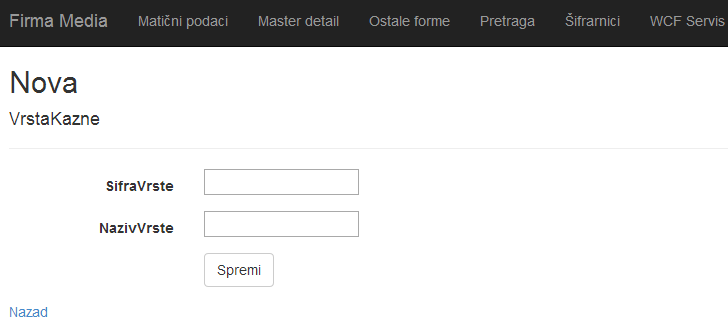 Firma Media Matični podaci Master detail Ostale forme Pretraga Šifrarnici WCF Servis
Nova
VrstaKazne
SifraVrste
NazivVrste
Spremi
Nazad